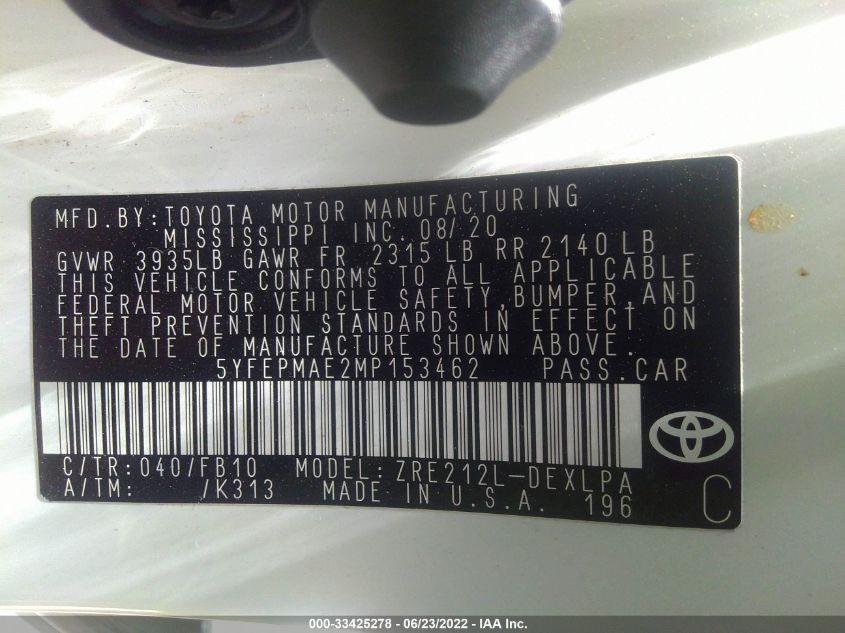 MFD.BY:TOYOTA MOTOR MANUFACTURING
MISSISSIPPI INC. 08/20
GVWR 3935LB GAWR FR 2315 LB RR 2140 LB
THIS VEHICLE CONFORMS TO ALL APPLICABLE
FEDERAL MOTOR VEHICLE SAFETY,BUMPER,AND
THEFT PREVENTION STANDARDS IN EFFECT ON
THE DATE OF MANUFACTURE SHOWN ABOVE.
5YFEPMAE2MP153462 PASS.CAR
C/TR:040/FB10 MODEL:ZRE212L-DEXLPA
A/TM: /K313 MADE IN U.S.A. 196
C
000-33425278 - 06/23/2022 - IAA Inc.